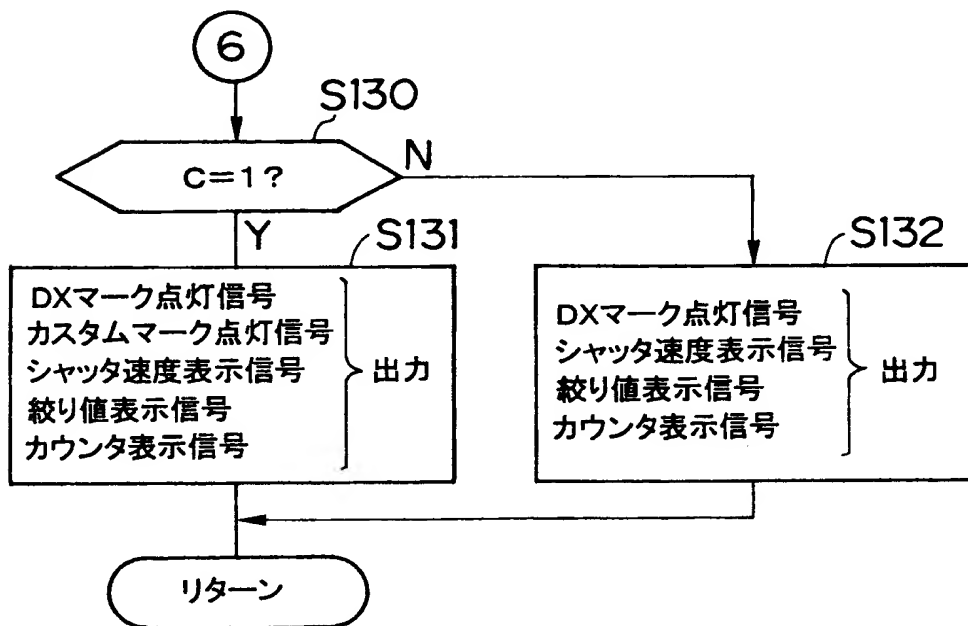 6
S130
C=1?
N
Y
S131
DXマーク点灯信号
カスタムマーク点灯信号
シャッタ速度表示信号
絞り値表示信号
カウンタ表示信号
出力
S132
DXマーク点灯信号
シャッタ速度表示信号
絞り値表示信号
カウンタ表示信号
出力
リターン